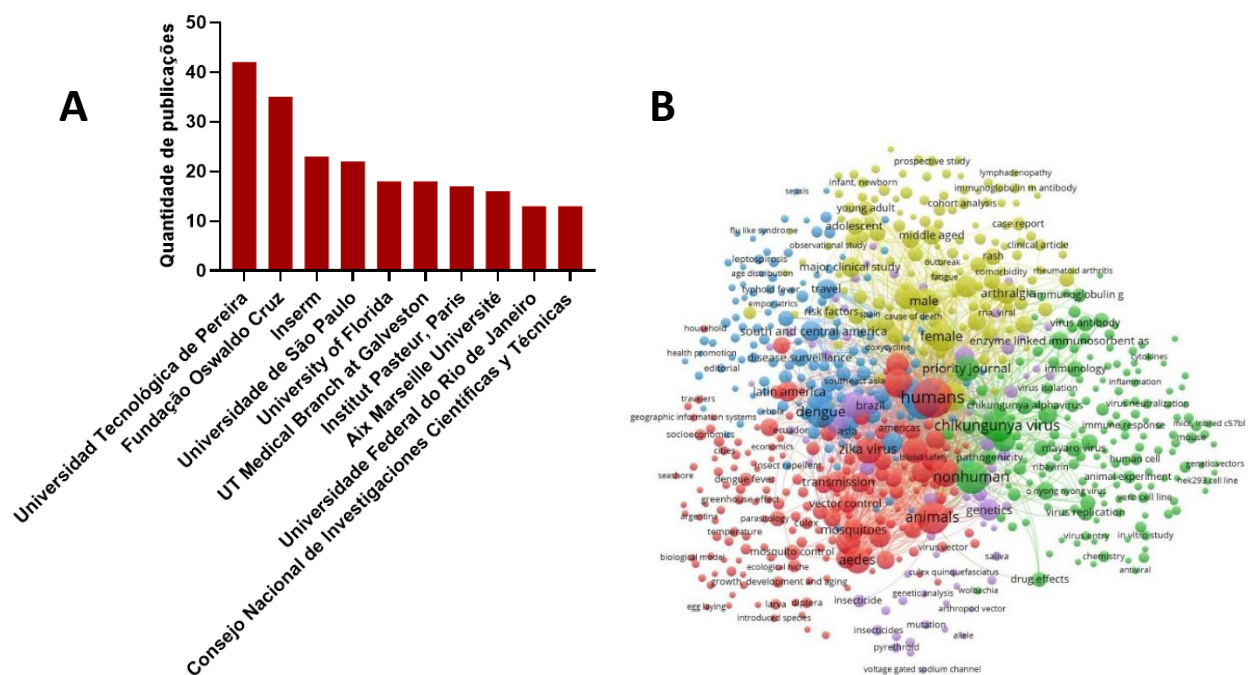 A
Quantidade de publicações
50
40
30
20
10
0
Universidad Tecnológica de Pereira
Fundação Oswaldo Cruz
Inserm
Universidade de São Paulo
University of Florida
UT Medical Branch at Galveston
Institut Pasteur, Paris
Aix Marseille Université
Universidade Federal do Rio de Janeiro
Consejo Nacional de Investigaciones Científicas y Técnicas
B
prospective study
lymphadenopathy
infant, newborn
immunoglobulin m antibody
sepsis
cohort analysis
young adult
adolescent
case report
flu like syndrome
middle aged
observational study
clinical article
outbreak
rash
leptospirosis
major clinical study
age distribution
fatigue
comorbidity
rheumatoid arthritis
typhoid fever
travel
arthralgia
immunoglobulin g
emporiatrics
male
risk factors
spain
cause of death
rna, viral
virus antibody
household
south and central america
female
enzyme linked immunosorbent as
doxycycline
health promotion
disease surveillance
cytokines
editorial
priority journal
immunology
southeast asia
inflammation
virus isolation
travelers
latin america
humans
brazil
chikungunya alphavirus
virus neutralization
geographic information systems
ebola
dengue
mice, inbred c57bl
ecuador
asia
americas
chikungunya virus
immune response
mouse
socioeconomics
economics
zika virus
mayaro virus
cities
blood safety
pathogenicity
human cell
genetic vectors
insect repellent
ribavirin
seashore
dengue fever
transmission
nonhuman
animal experiment
hek293 cell line
greenhouse effect
vector control
o nyong nyong virus
vero cell line
argentina
parasitology
culex
animals
genetics
virus replication
temperature
mosquitoes
virus entry
in vitro study
biological model
mosquito control
aedes
virus vector
saliva
chemistry
ecological niche
culex quinquefasciatus
antiviral
growth, development and aging
genetic analysis
wolbachia
drug effects
egg laying
larva
diptera
insecticide
arthropod vector
introduced species
insecticides
mutation
allele
pyrethroid
voltage gated sodium channel